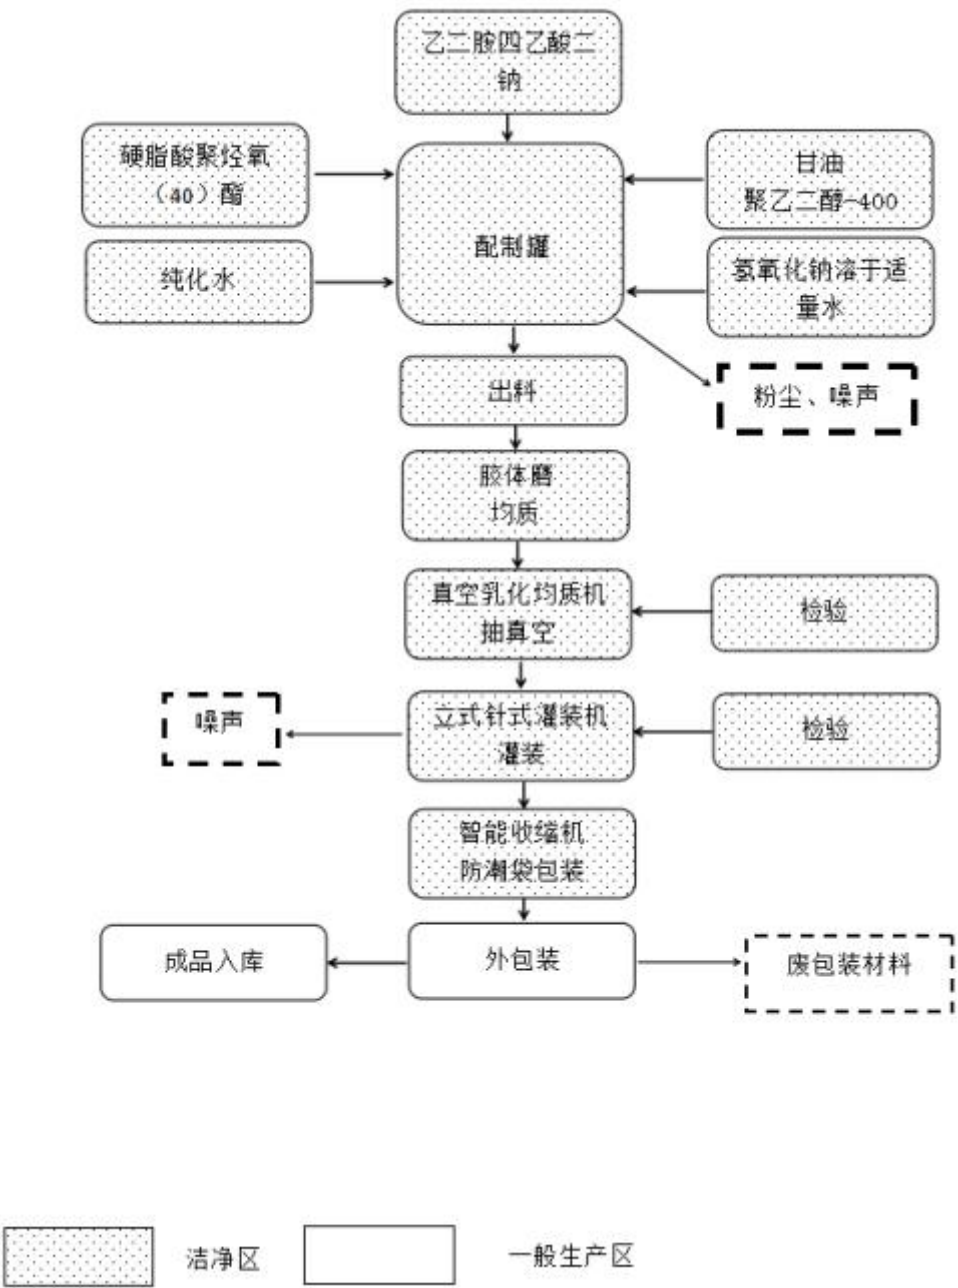 乙二胺四乙酸二
钠
硬脂酸聚烃氧
（40）酯
甘油
聚乙二醇-400
配制罐
纯化水
氢氧化钠溶于适
量水
出料
粉尘、噪声
胶体磨
均质
真空乳化均质机
抽真空
检验
噪声
立式针式灌装机
灌装
检验
智能收缩机
防潮袋包装
成品入库
外包装
废包装材料
洁净区
一般生产区